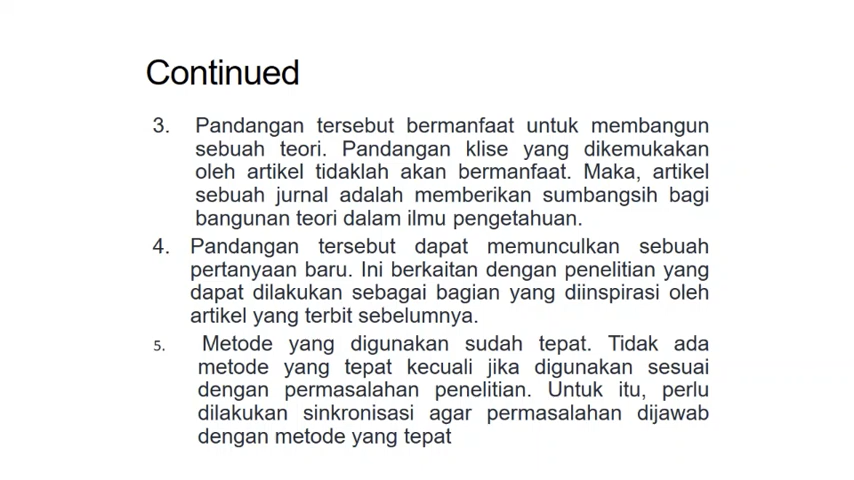 Continued
3. Pandangan tersebut bermanfaat untuk membangun
sebuah teori. Pandangan klise yang dikemukakan
oleh artikel tidaklah akan bermanfaat. Maka, artikel
sebuah jurnal adalah memberikan sumbangsih bagi
bangunan teori dalam ilmu pengetahuan.
4. Pandangan tersebut dapat memunculkan sebuah
pertanyaan baru. Ini berkaitan dengan penelitian yang
dapat dilakukan sebagai bagian yang diinspirasi oleh
artikel yang terbit sebelumnya.
5. Metode yang digunakan sudah tepat. Tidak ada
metode yang tepat kecuali jika digunakan sesuai
dengan permasalahan penelitian. Untuk itu, perlu
dilakukan sinkronisasi agar permasalahan dijawab
dengan metode yang tepat